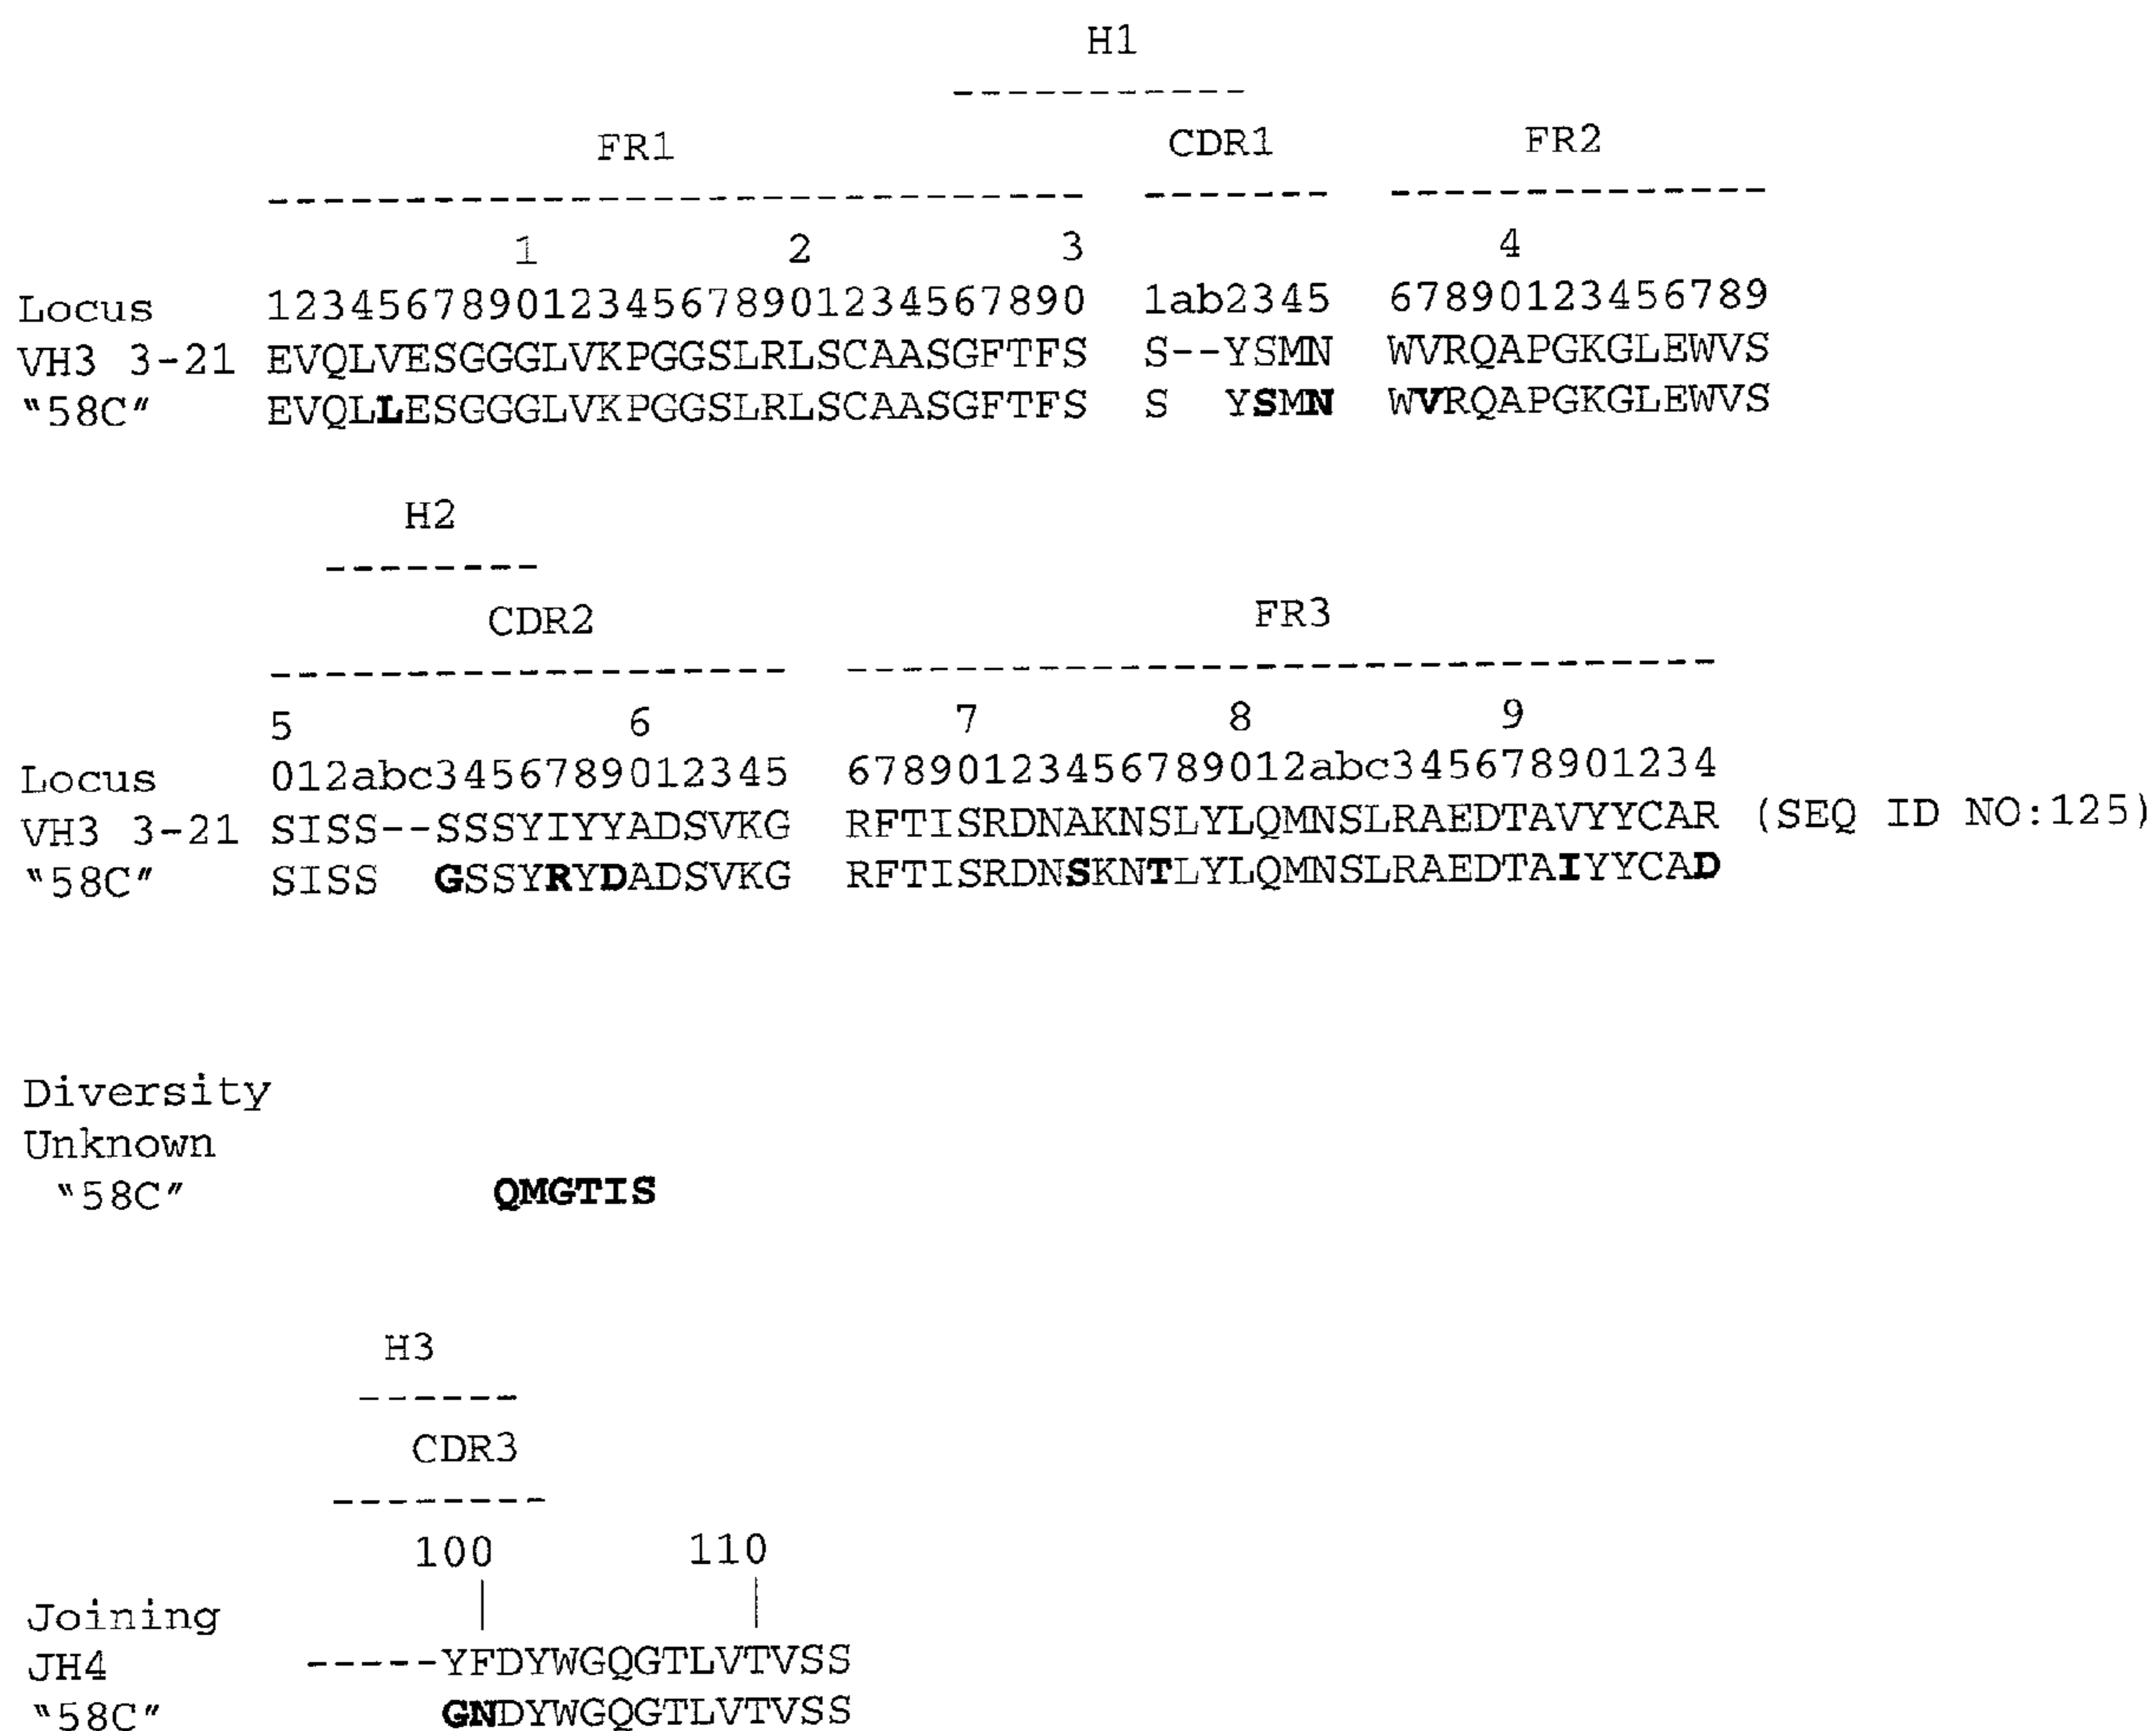 H1
-----------
FR1 CDR1 FR2
------------------------------ ------- --------------
1 2 3 4
Locus 123456789012345678901234567890 1ab2345 67890123456789
VH3 3-21 EVQLVESGGGLVKPGGSLRLSCAASGFTFS S--YSMN WVRQAPGKGLEWVS
"58C" EVQLLESGGGLVKPGGSLRLSCAASGFTFS S YSMN WVRQAPGKGLEWVS
H2
--------
CDR2 FR3
------------------- --------------------------------
5 6 7 8 9
Locus 012abc3456789012345 67890123456789012abc345678901234
VH3 3-21 SISS--SSSYIYYADSVKG RFTISRDNAKNSLYLQMNSLRAEDTAVYYCAR (SEQ ID NO:125)
"58C" SISS GSSYRYDADSVKG RFTISRDNSKNTLYLQMNSLRAEDTAIYYCAD
Diversity
Unknown
"58C" QMGTIS
H3
------
CDR3
--------
100 110
| |
Joining
JH4 -----YFDYWGQGTLVTVSS
"58C" GNDYWGQGTLVTVSS